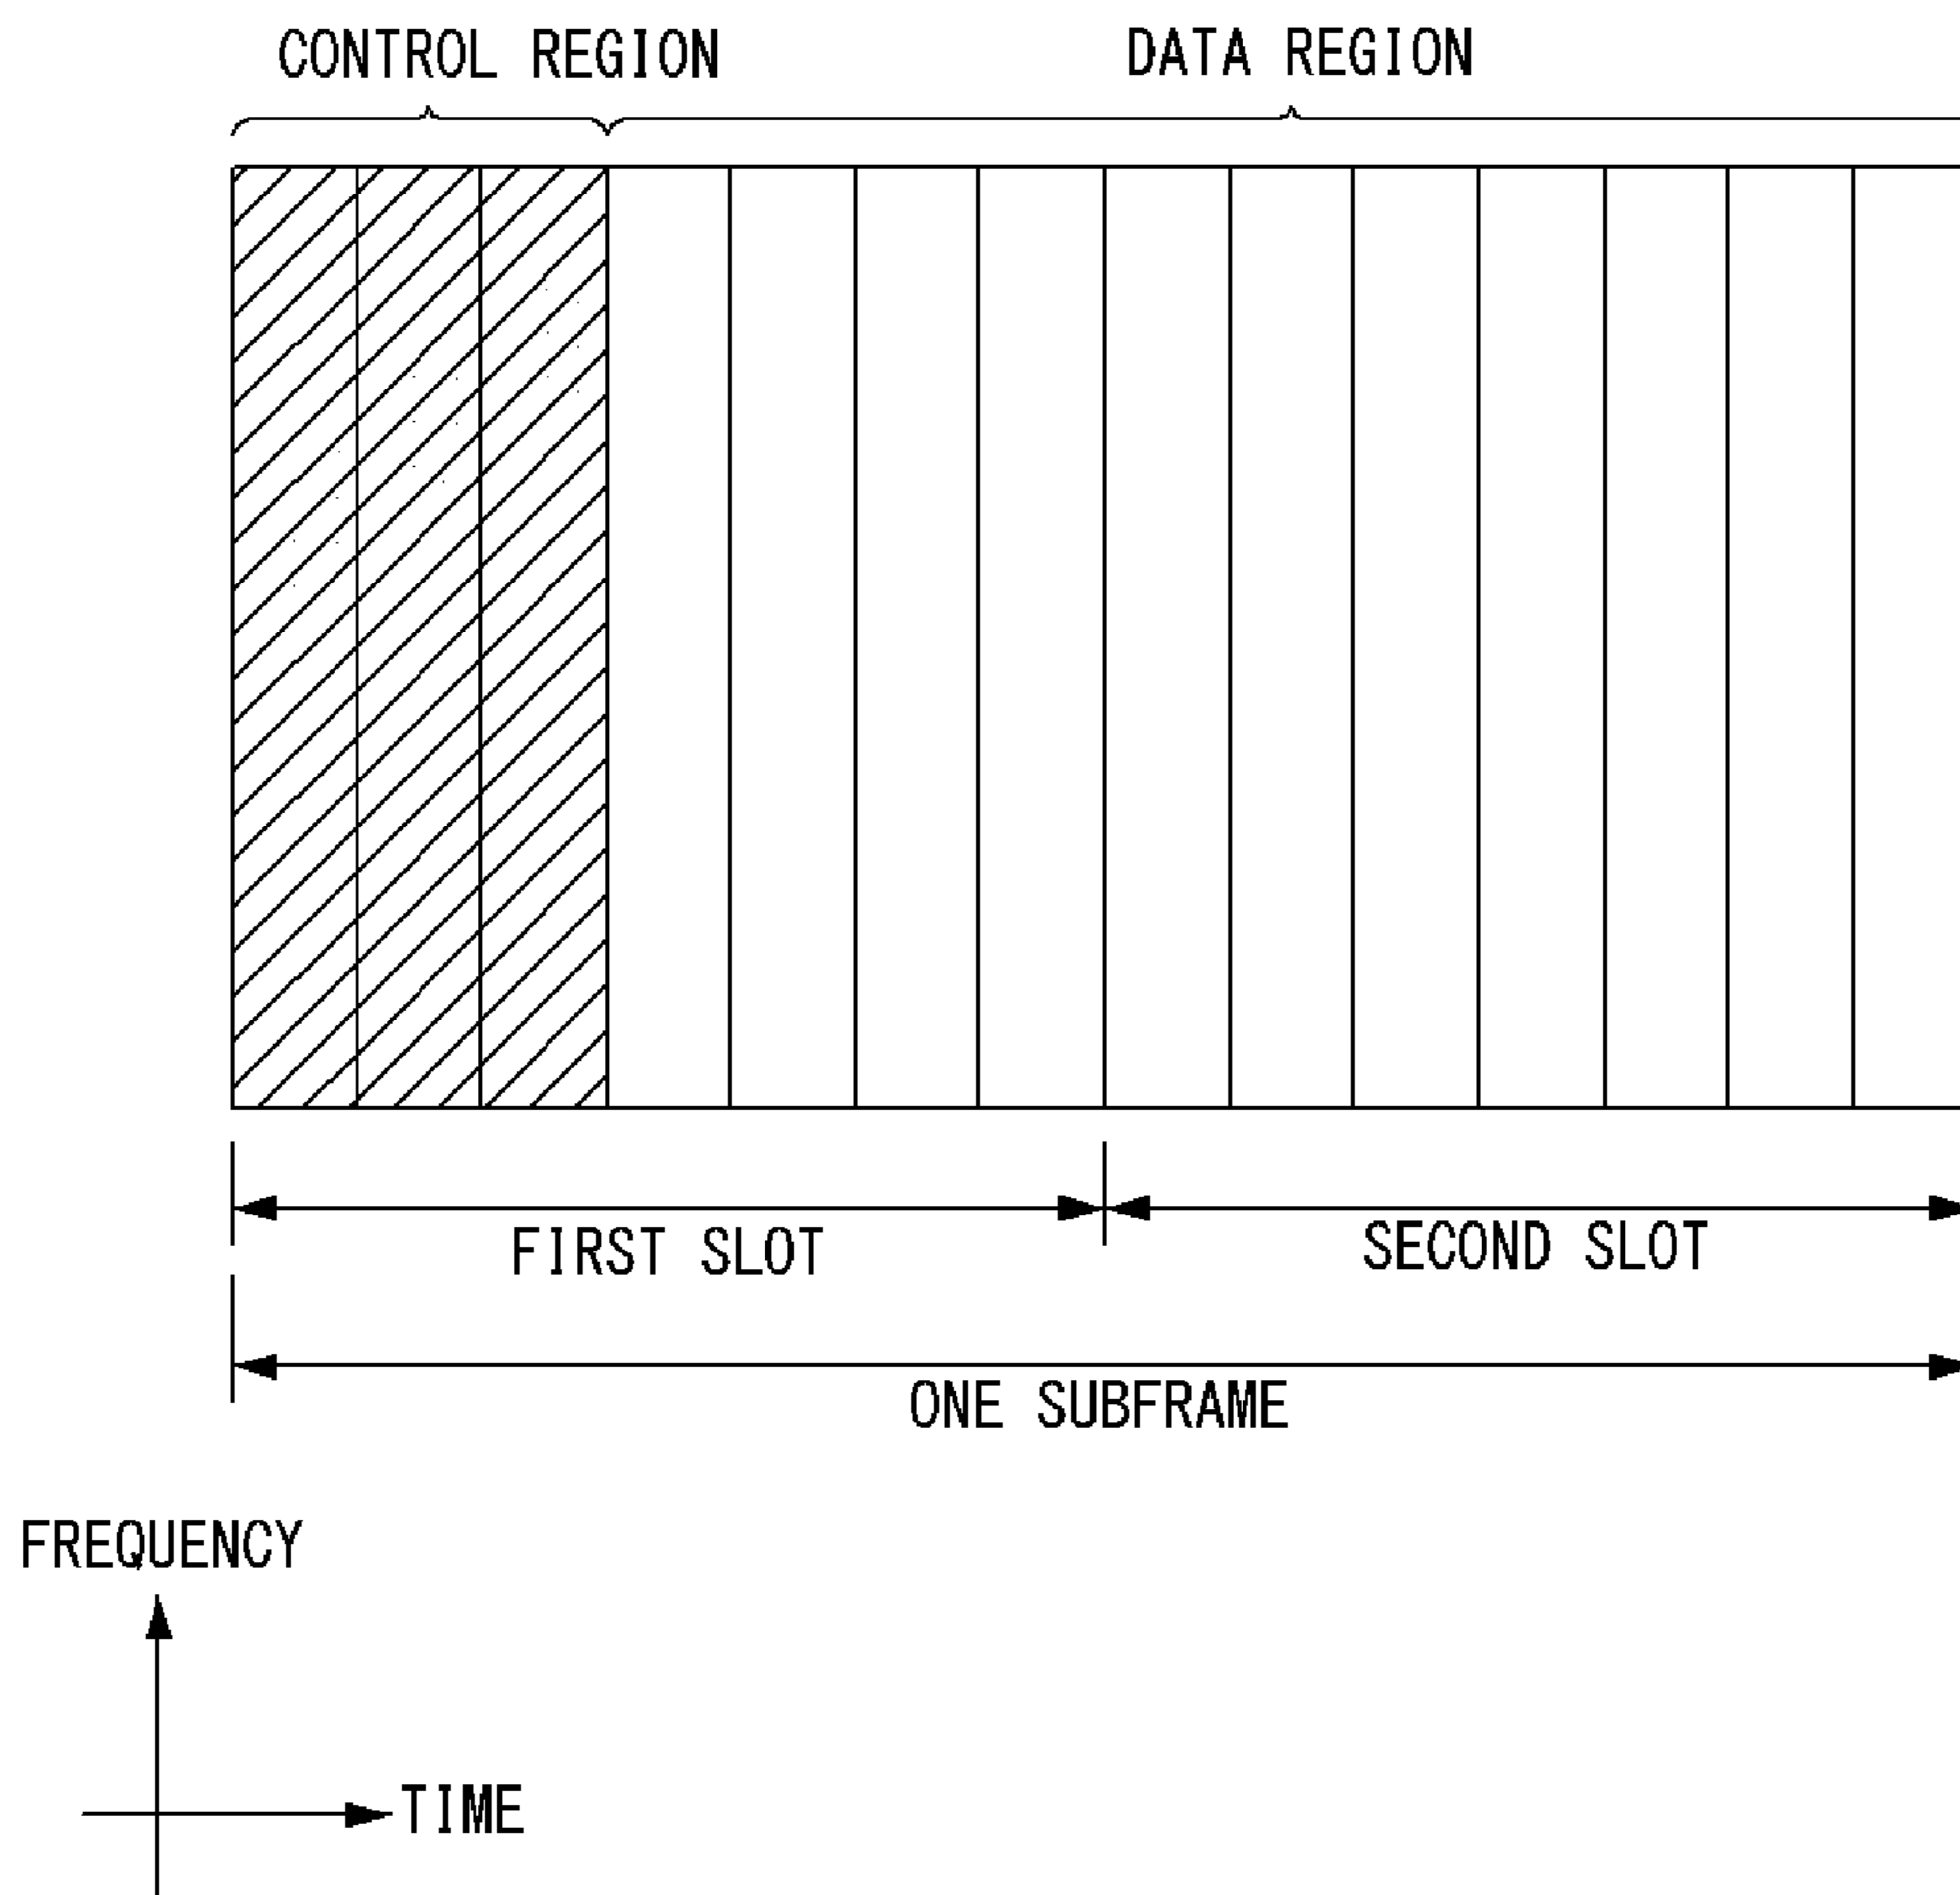 CONTROL REGION
DATA REGION
FIRST SLOT
SECOND SLOT
ONE SUBFRAME
FREQUENCY
TIME